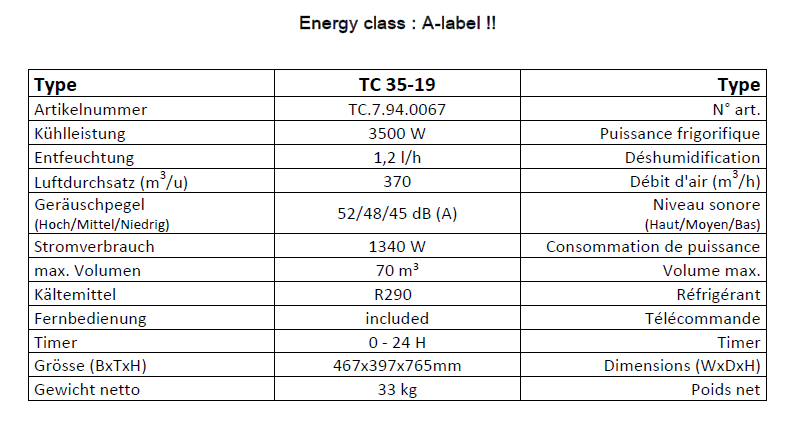 Energy class : A-label !!
Type TC 35-19 Type
Artikelnummer TC.7.94.0067 N° art.
Kühlleistung 3500 W Puissance frigorifique
Entfeuchtung 1,2 l/h Déshumidification
Luftdurchsatz (m³/u) 370 Débit d'air (m³/h)
Geräuschpegel 52/48/45 dB (A) Niveau sonore
(Hoch/Mittel/Niedrig) (Haut/Moyen/Bas)
Stromverbrauch 1340 W Consommation de puissance
max. Volumen 70 m³ Volume max.
Kältemittel R290 Réfrigérant
Fernbedienung included Télécommande
Timer 0 - 24 H Timer
Grösse (BxTxH) 467x397x765mm Dimensions (WxDxH)
Gewicht netto 33 kg Poids net